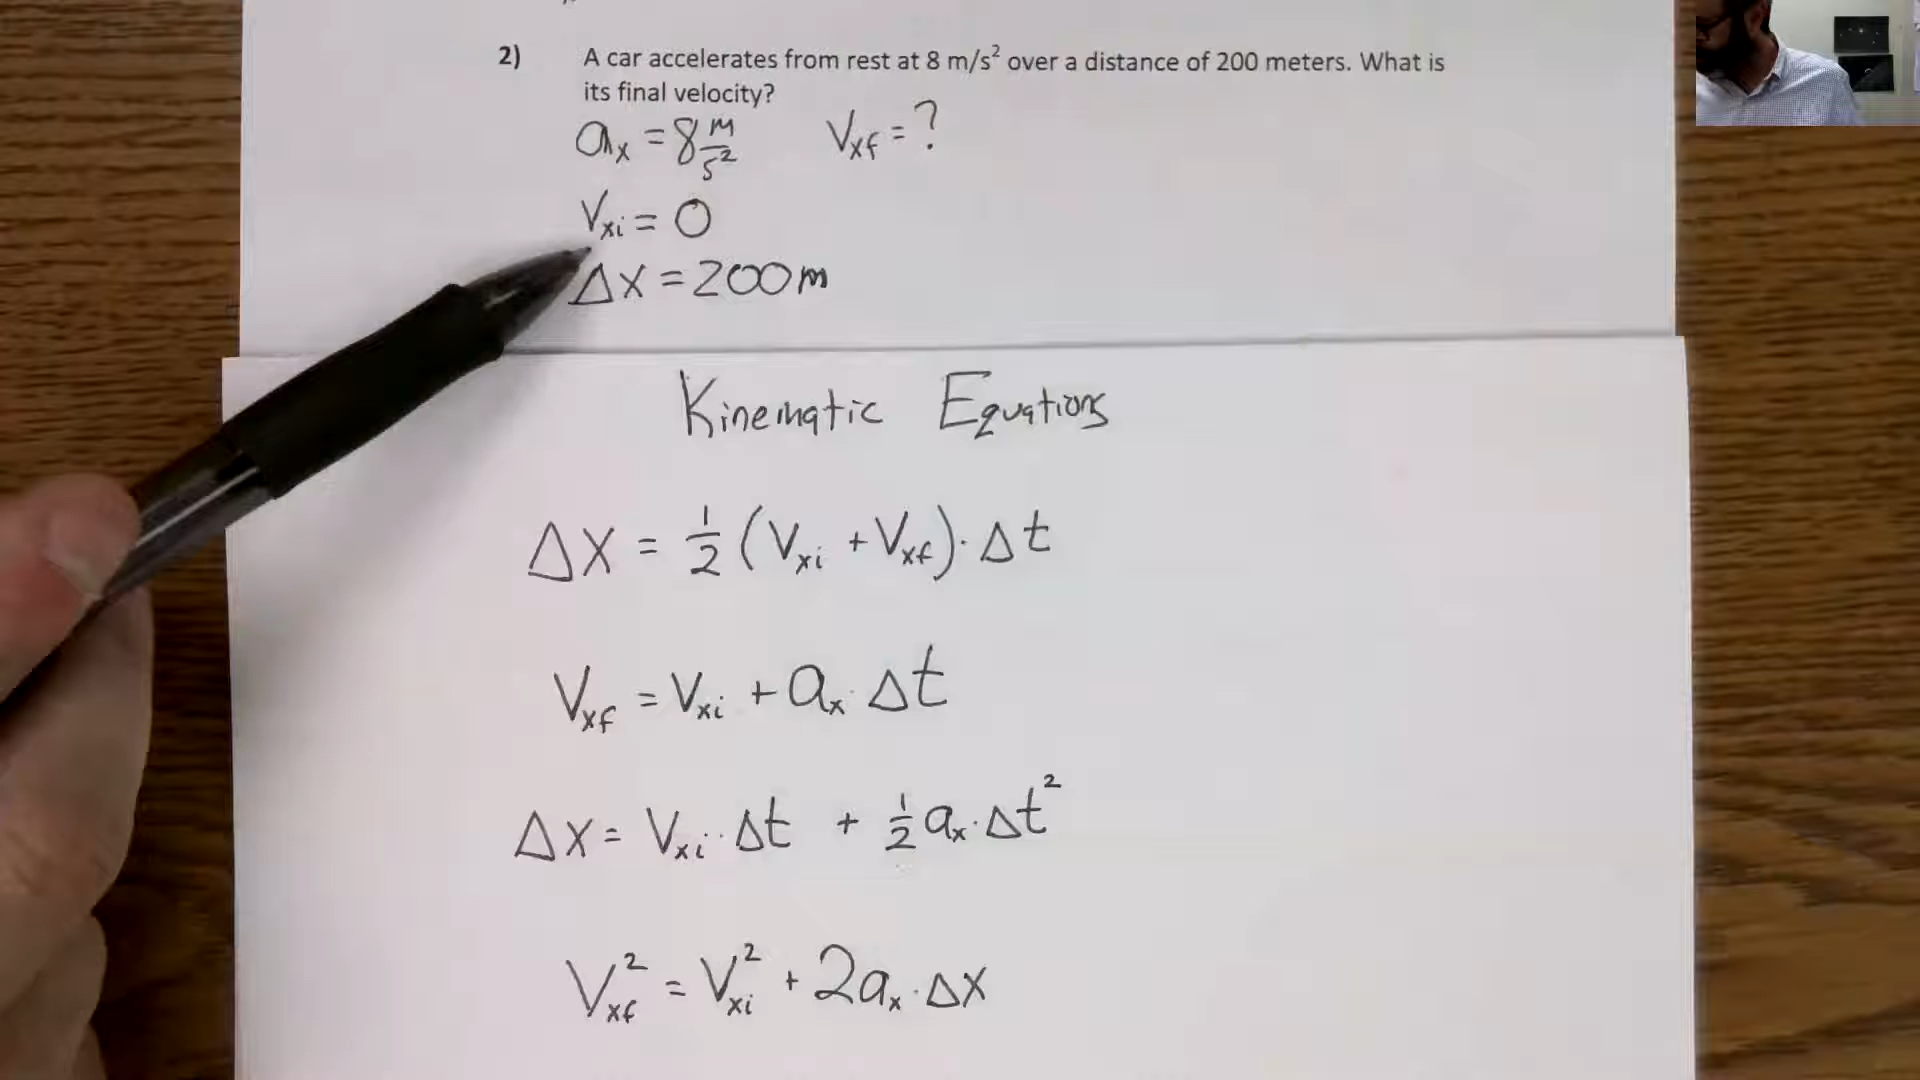 2) A car accelerates from rest at 8 m/s² over a distance of 200 meters. What is
its final velocity?
aₓ = 8 m/s² Vxf = ?
Vxi = 0
Δx = 200m
Kinematic Equations
Δx = ½ (Vxi + Vxf) · Δt
Vxf = Vxi + aₓ · Δt
Δx = Vxi · Δt + ½ aₓ · Δt²
Vxf² = Vxi² + 2aₓ · Δx